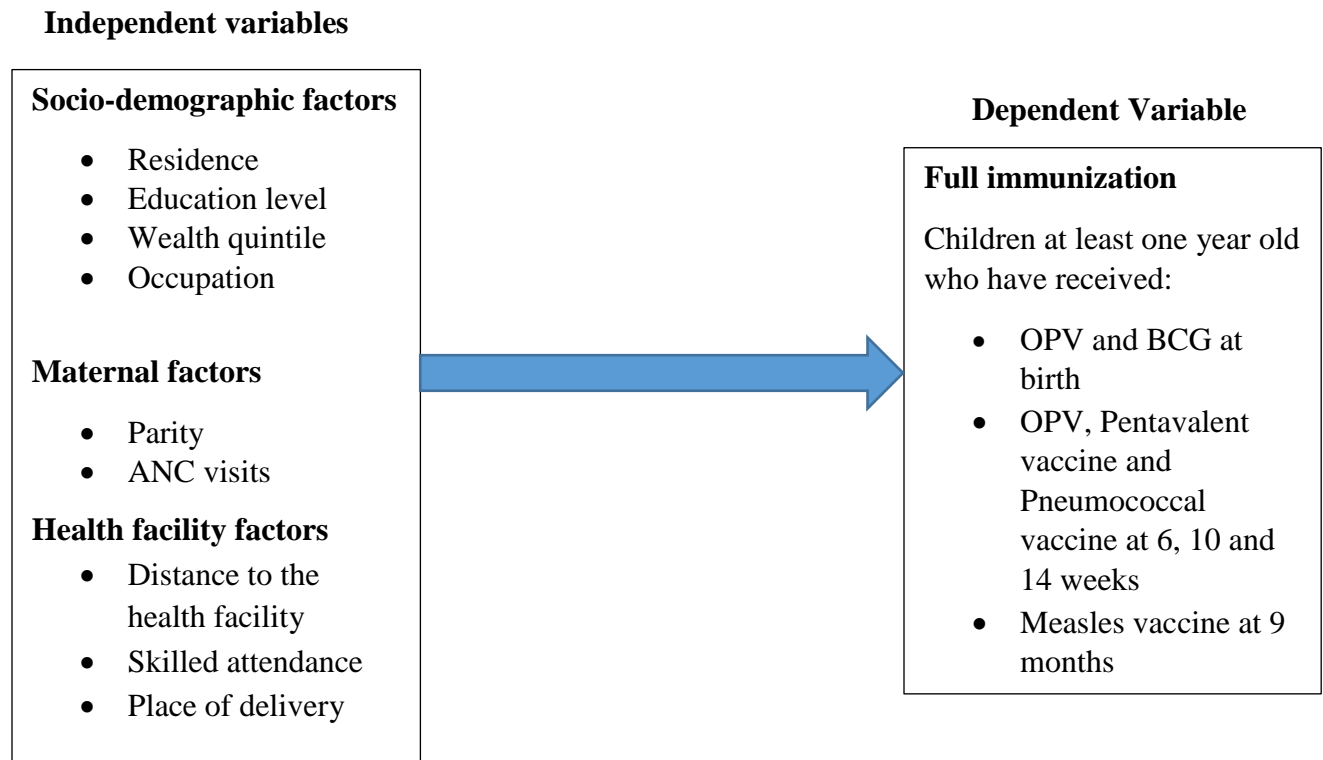 Independent variables
Socio-demographic factors
• Residence
• Education level
• Wealth quintile
• Occupation
Maternal factors
• Parity
• ANC visits
Health facility factors
• Distance to the
health facility
• Skilled attendance
• Place of delivery
Dependent Variable
Full immunization
Children at least one year old
who have received:
• OPV and BCG at
birth
• OPV, Pentavalent
vaccine and
Pneumococcal
vaccine at 6, 10 and
14 weeks
• Measles vaccine at 9
months